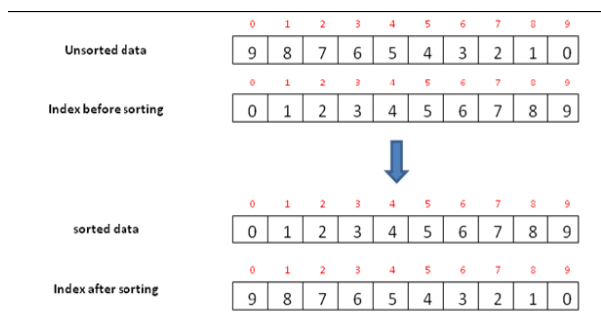 0 1 2 3 4 5 6 7 8 9
Unsorted data 9 8 7 6 5 4 3 2 1 0
0 1 2 3 4 5 6 7 8 9
Index before sorting 0 1 2 3 4 5 6 7 8 9
0 1 2 3 4 5 6 7 8 9
sorted data 0 1 2 3 4 5 6 7 8 9
0 1 2 3 4 5 6 7 8 9
Index after sorting 9 8 7 6 5 4 3 2 1 0